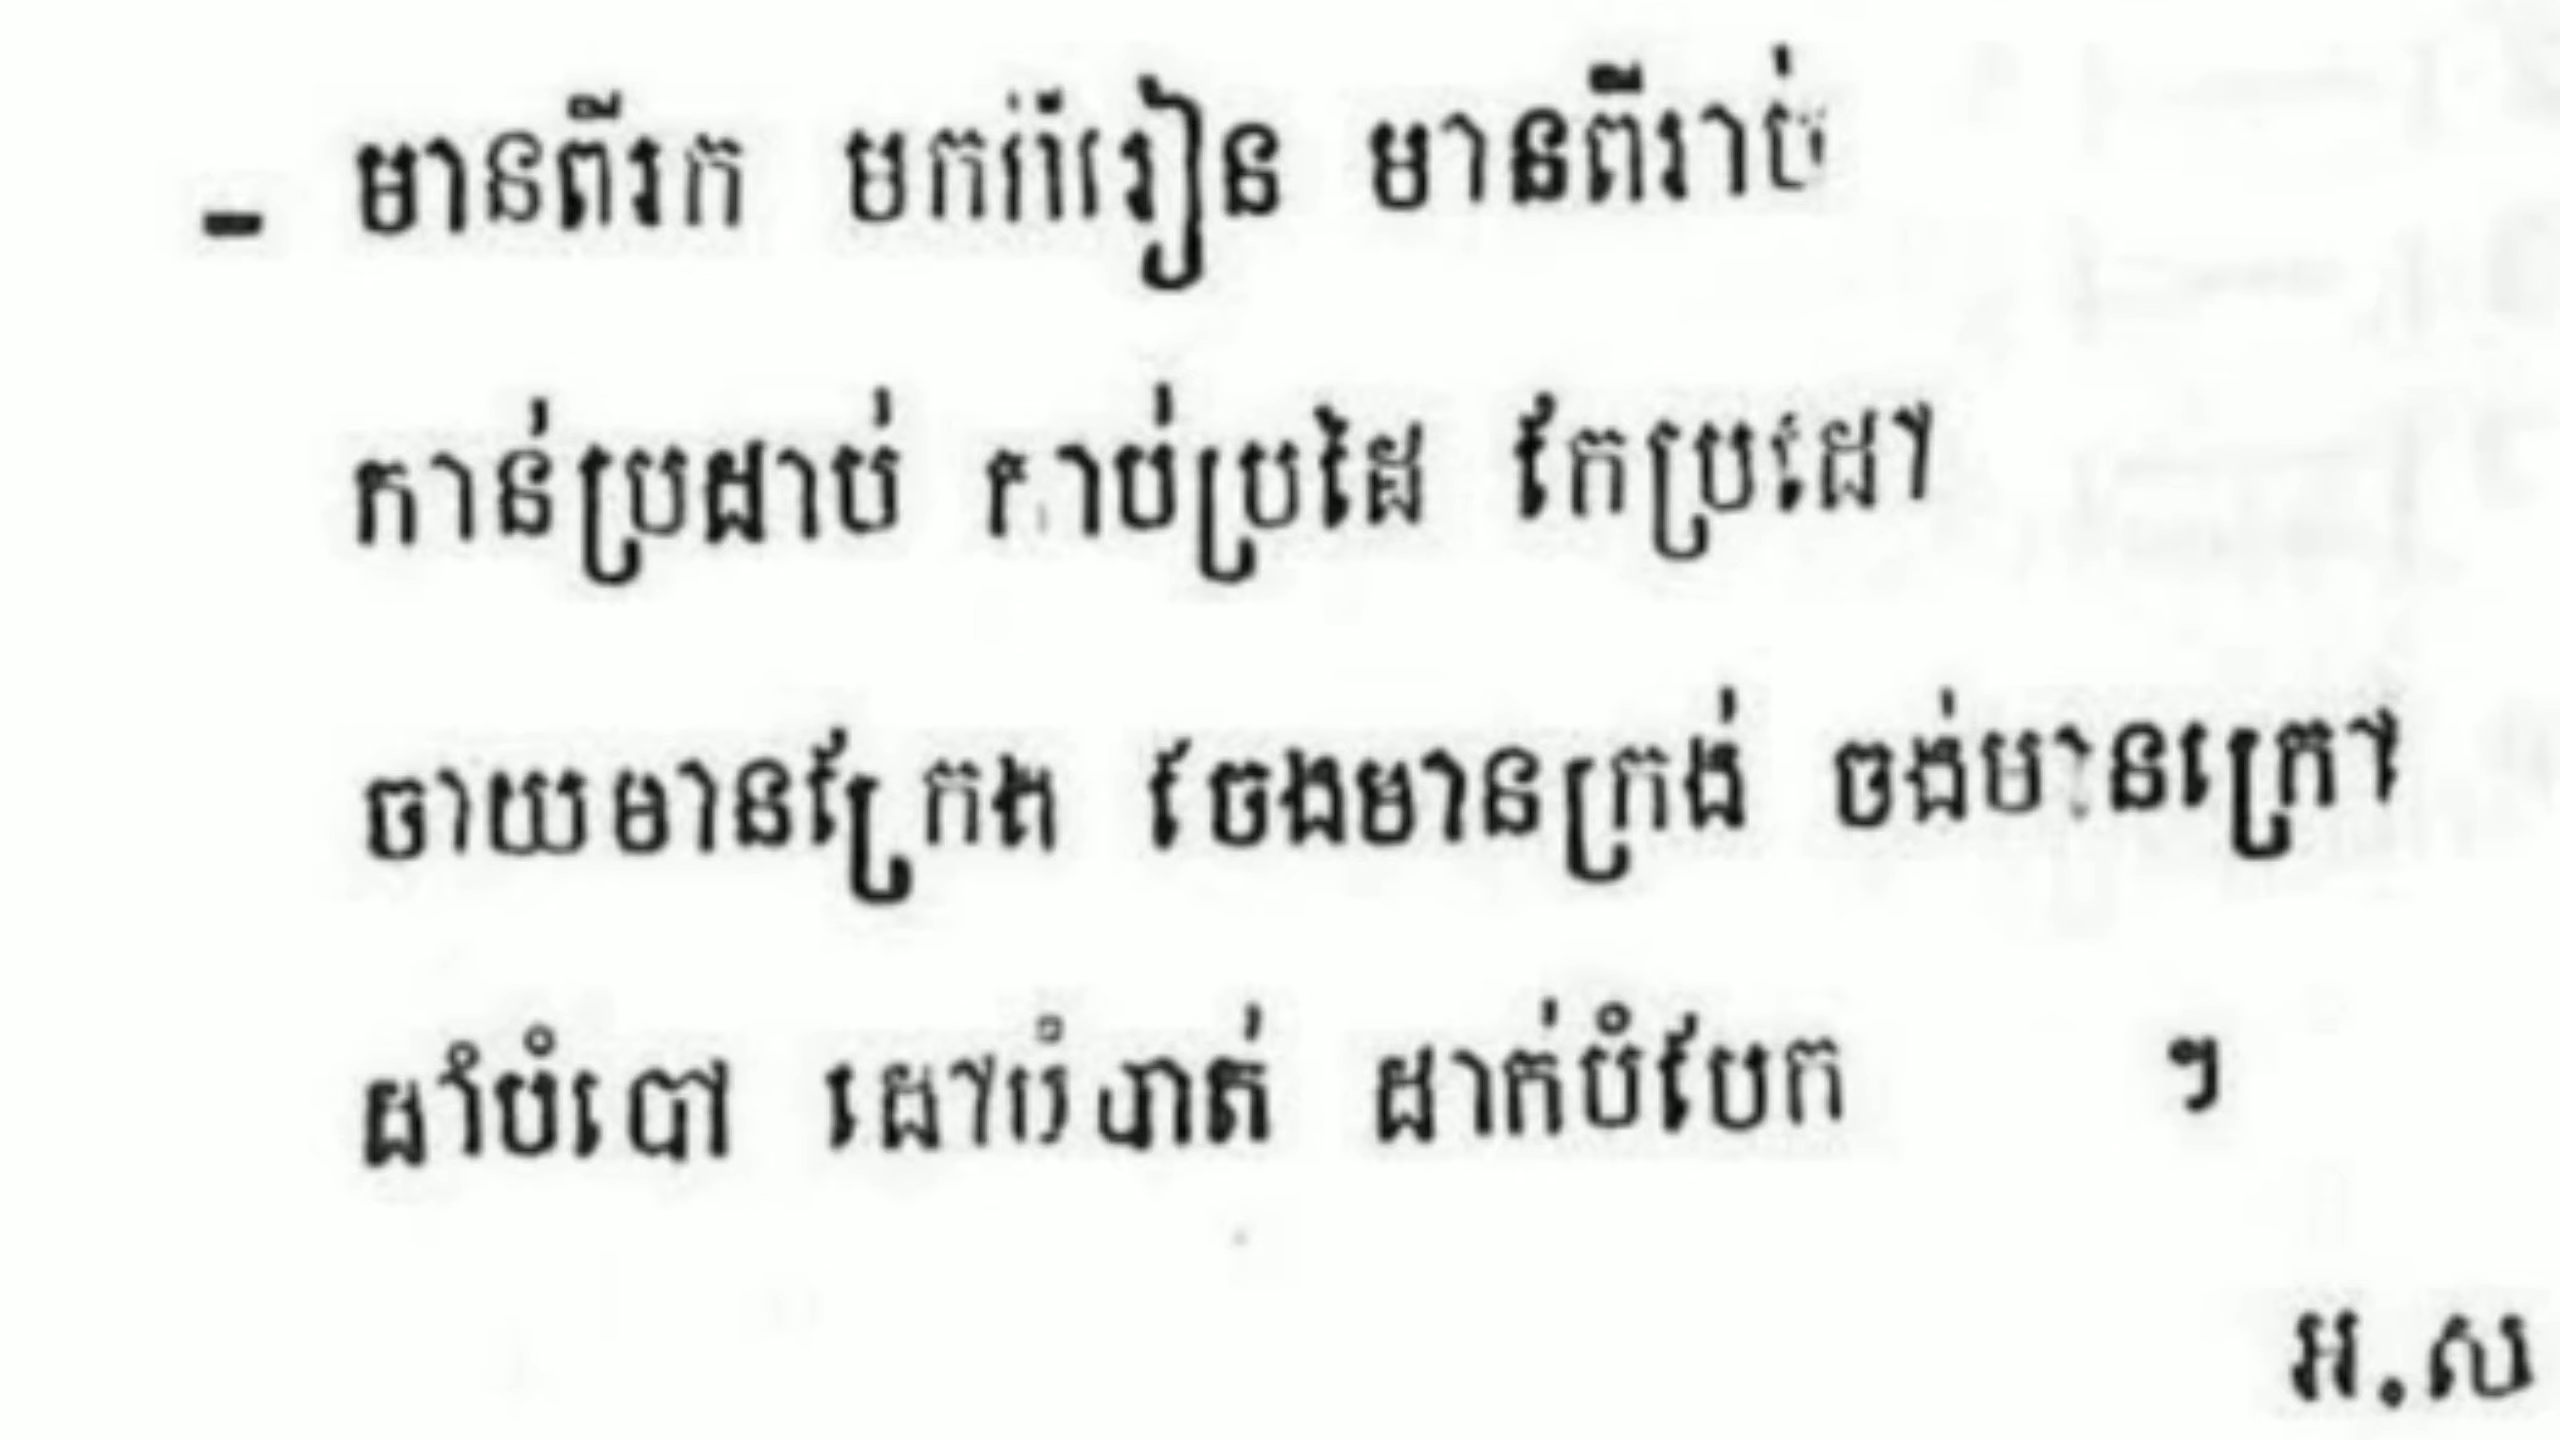 - មានពីរក មកពីរៀន មានពីរាប់
កាន់ប្រដាប់ កាប់ប្រដៃ កែប្រដៅ
ចាយមានក្រែង ចែងមានក្រង់ ចង់មានក្រៅ
ដាំបំបៅ ដៅបំបាត់ ដាក់បំបែក ។
អ.ស